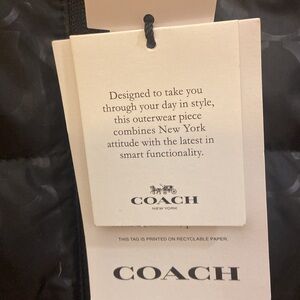 Designed to take you
through your day in style,
this outerwear piece
combines New York
attitude with the latest in
smart functionality.
COACH
NEW YORK
THIS TAG IS PRINTED ON RECYCLABLE PAPER.
COACH